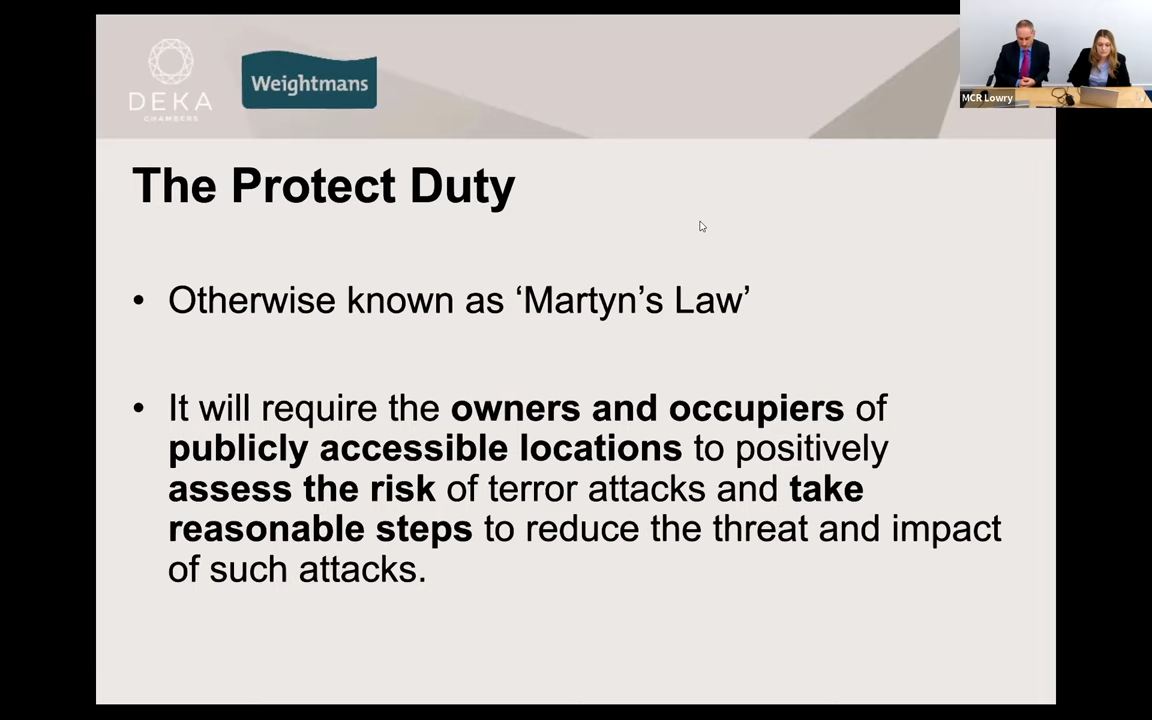 DEKA
CHAMBERS
Weightmans
MCR Lowry
The Protect Duty
• Otherwise known as ‘Martyn’s Law’
• It will require the owners and occupiers of
publicly accessible locations to positively
assess the risk of terror attacks and take
reasonable steps to reduce the threat and impact
of such attacks.